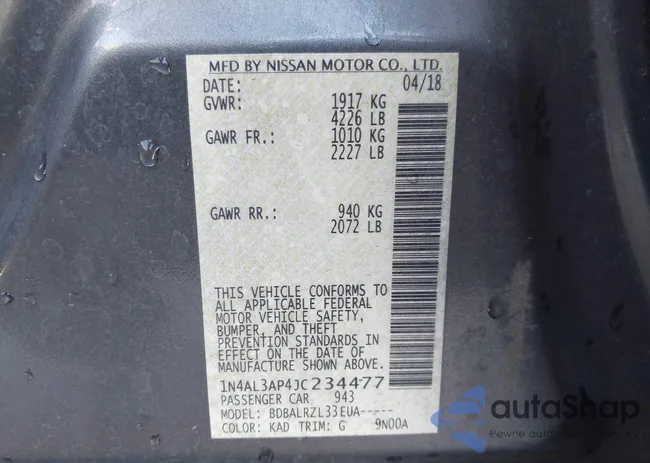 MFD BY NISSAN MOTOR CO., LTD.
DATE: 04/18
GVWR: 1917 KG
4226 LB
GAWR FR.: 1010 KG
2227 LB
GAWR RR.: 940 KG
2072 LB
THIS VEHICLE CONFORMS TO
ALL APPLICABLE FEDERAL
MOTOR VEHICLE SAFETY,
BUMPER, AND THEFT
PREVENTION STANDARDS IN
EFFECT ON THE DATE OF
MANUFACTURE SHOWN ABOVE.
1N4AL3AP4JC234477
PASSENGER CAR 943
MODEL: BDBALRZL33EUA-----
COLOR: KAD TRIM: G 9N00A
autaShap
Pewne auto